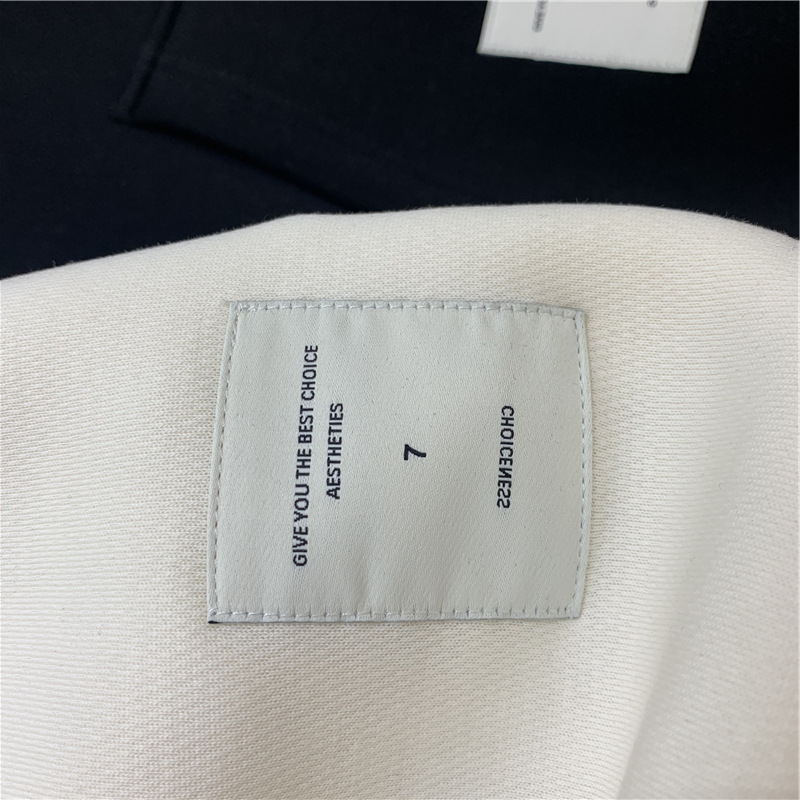 GIVE YOU THE BEST CHOICE
AESTHETIES
7
CHOICENESS